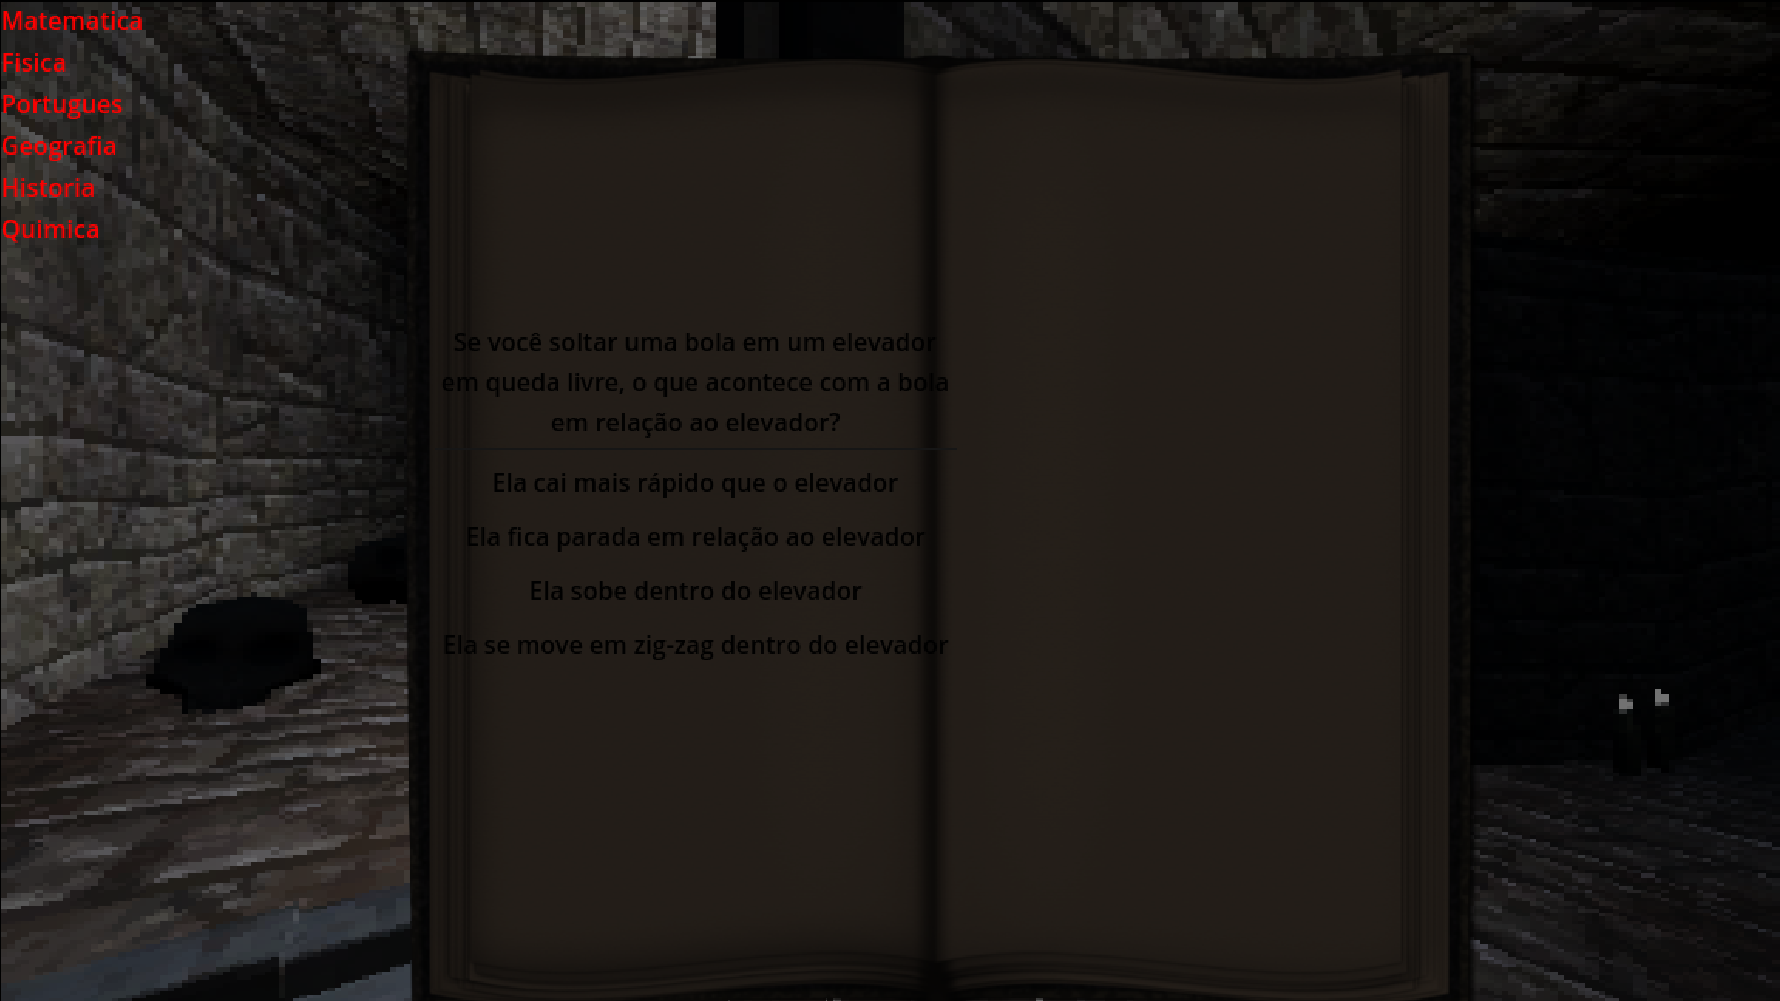 Matematica
Fisica
Portugues
Geografia
Historia
Quimica
Se você soltar uma bola em um elevador
em queda livre, o que acontece com a bola
em relação ao elevador?
Ela cai mais rápido que o elevador
Ela fica parada em relação ao elevador
Ela sobe dentro do elevador
Ela se move em zig-zag dentro do elevador